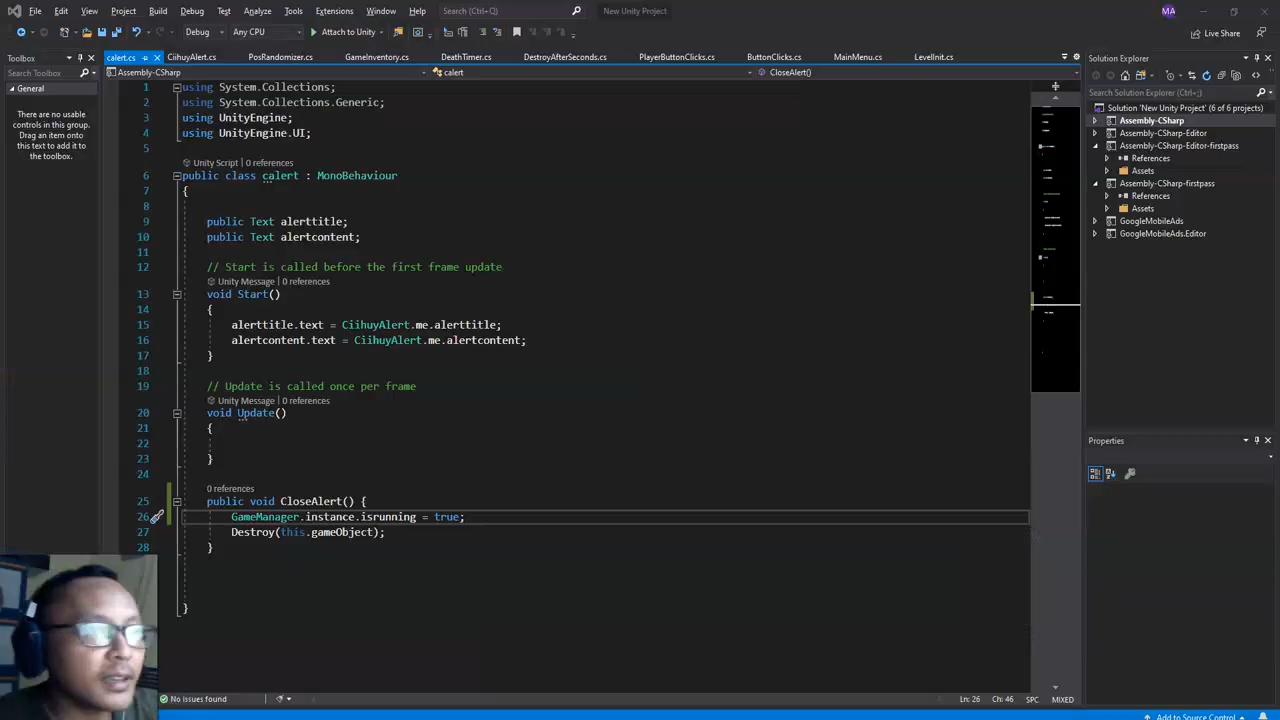 File Edit View Project Build Debug Test Analyze Tools Extensions Window Help Search (Ctrl+Q) New Unity Project MA
Debug Any CPU Attach to Unity Live Share
Toolbox
Search Toolbox
General
There are no usable
controls in this group.
Drag an item onto
this text to add it to
the toolbox.
calert.cs CiihuyAlert.cs PosRandomizer.cs GameInventory.cs DeathTimer.cs DestroyAfterSeconds.cs PlayerButtonClicks.cs ButtonClicks.cs MainMenu.cs LevelInit.cs
Assembly-CSharp calert CloseAlert()
1 using System.Collections;
2 using System.Collections.Generic;
3 using UnityEngine;
4 using UnityEngine.UI;
5
Unity Script | 0 references
6 public class calert : MonoBehaviour
7 {
8
9 public Text alerttitle;
10 public Text alertcontent;
11
12 // Start is called before the first frame update
Unity Message | 0 references
13 void Start()
14 {
15 alerttitle.text = CiihuyAlert.me.alerttitle;
16 alertcontent.text = CiihuyAlert.me.alertcontent;
17 }
18
19 // Update is called once per frame
Unity Message | 0 references
20 void Update()
21 {
22
23 }
24
0 references
25 public void CloseAlert() {
26 GameManager.instance.isrunning = true;
27 Destroy(this.gameObject);
28 }
}
Solution Explorer
Search Solution Explorer (Ctrl+;)
Solution 'New Unity Project' (6 of 6 projects)
Assembly-CSharp
Assembly-CSharp-Editor
Assembly-CSharp-Editor-firstpass
References
Assets
Assembly-CSharp-firstpass
References
Assets
GoogleMobileAds
GoogleMobileAds.Editor
Properties
No issues found Ln: 26 Ch: 46 SPC MIXED
Add to Source Control